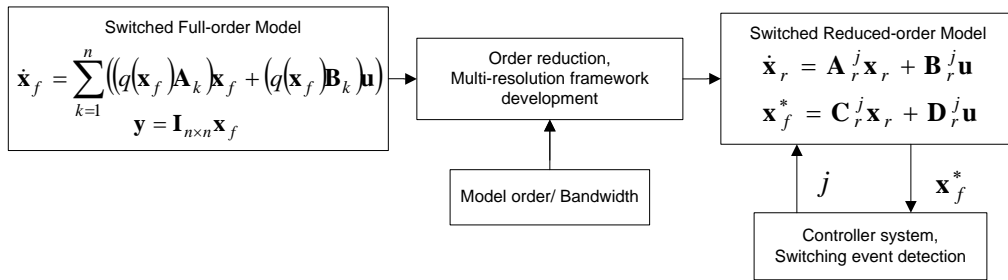 Switched Full-order Model
ẋ_f = ∑_{k=1}^{n} ((q(x_f)A_k)x_f + (q(x_f)B_k)u)
y = I_{n×n} x_f
Order reduction,
Multi-resolution framework
development
Model order/ Bandwidth
Switched Reduced-order Model
ẋ_r = A_r^j x_r + B_r^j u
x_f^* = C_r^j x_r + D_r^j u
j
x_f^*
Controller system,
Switching event detection